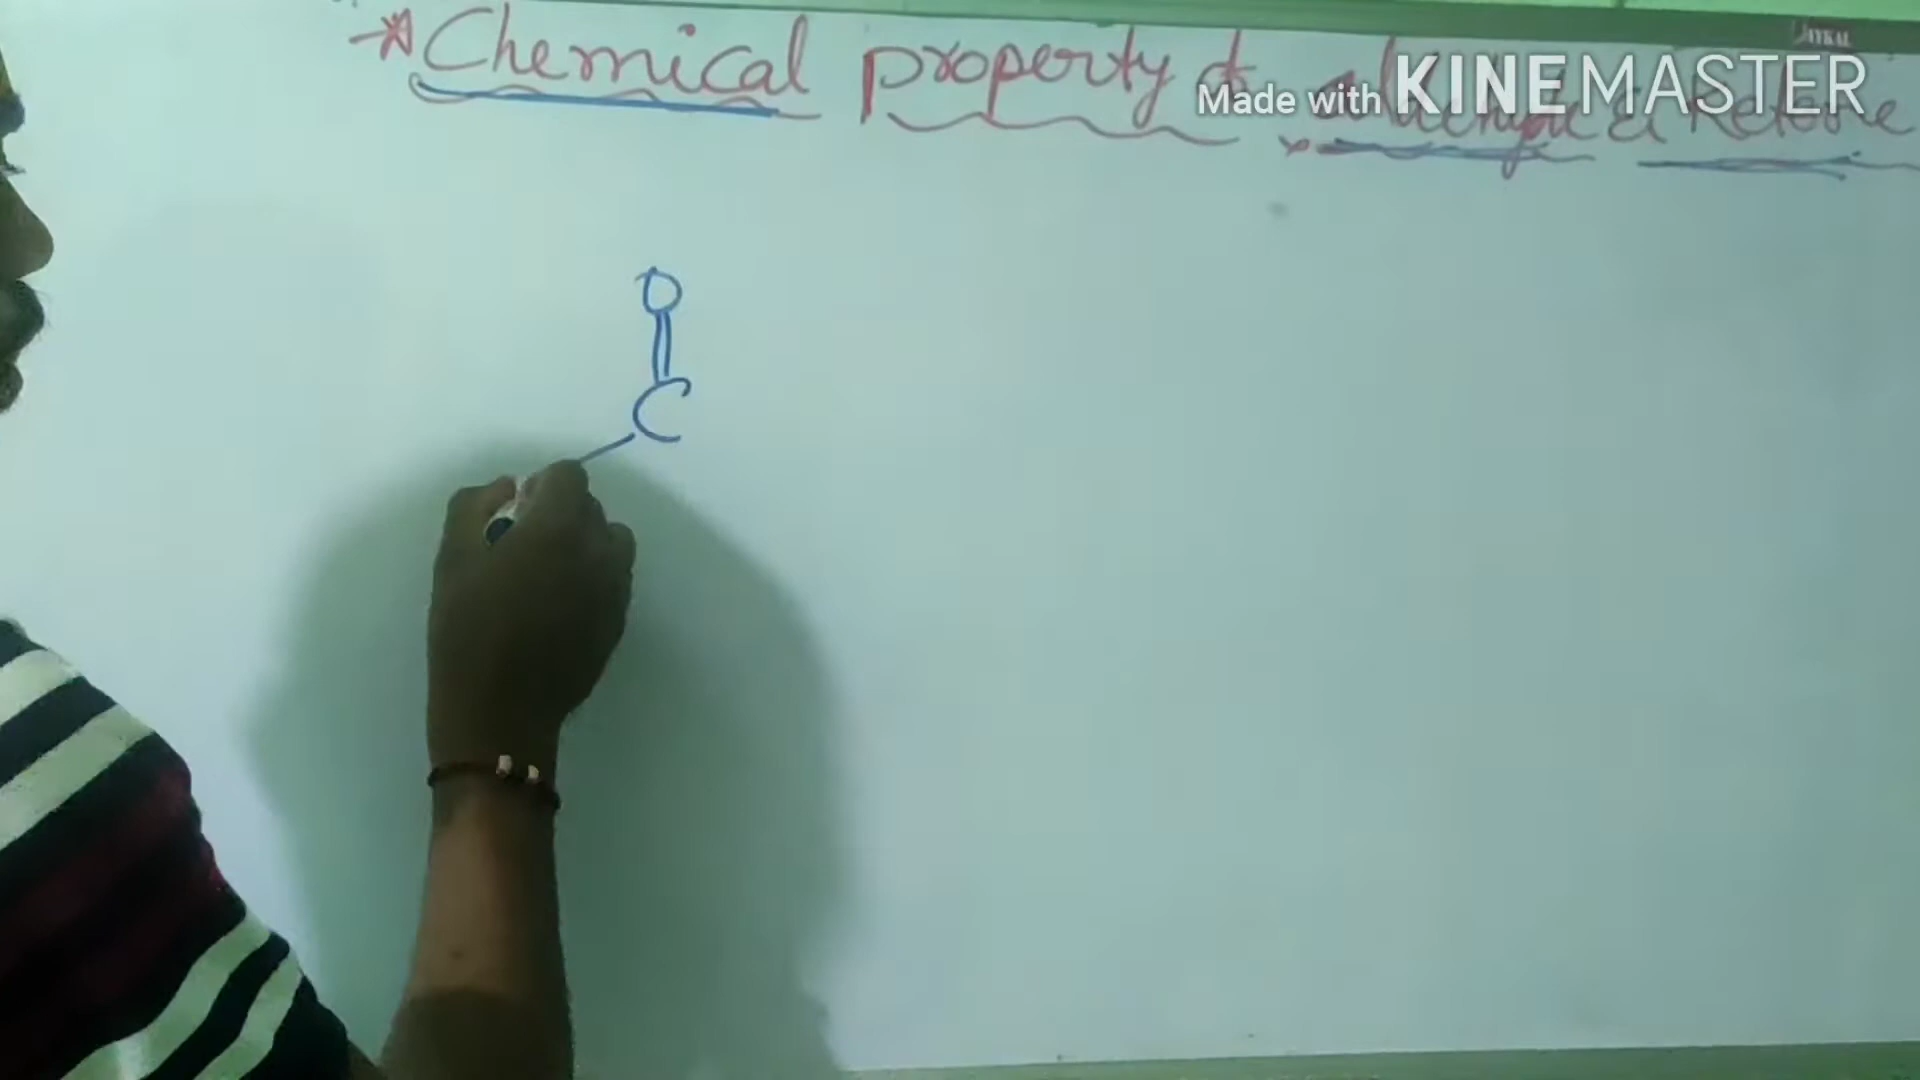 * Chemical property of aldehyde & Ketone
Made with KINEMASTER
O
C